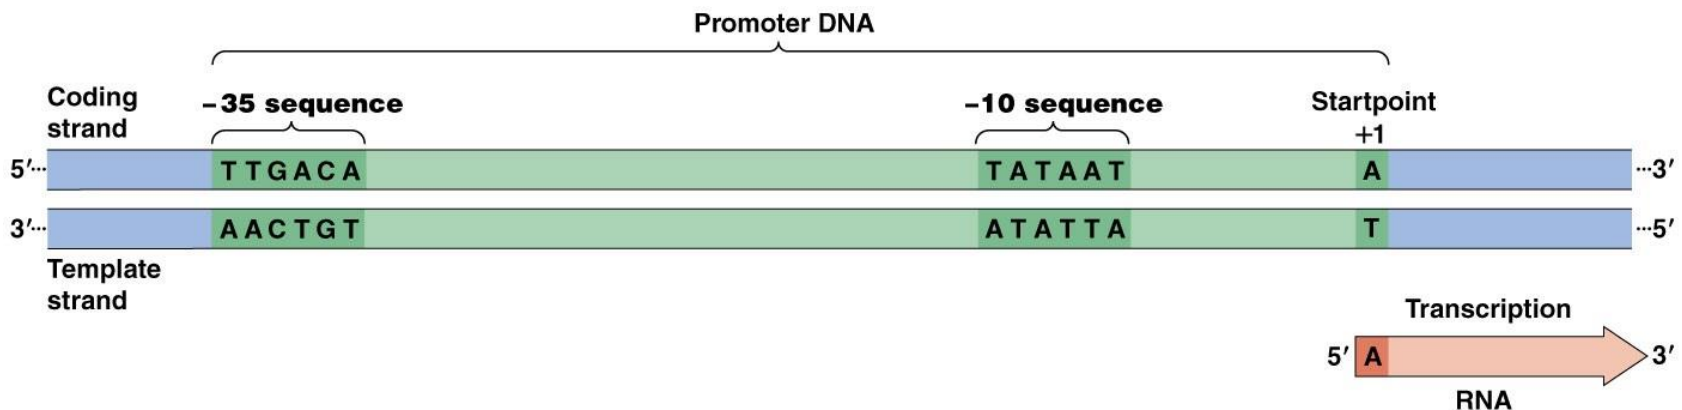 Promoter DNA
Coding
strand
–35 sequence
–10 sequence
Startpoint
+1
5′··· TTGACA TATAAT A ···3′
3′··· AACTGT ATATTA T ···5′
Template
strand
Transcription
5′ A 3′
RNA